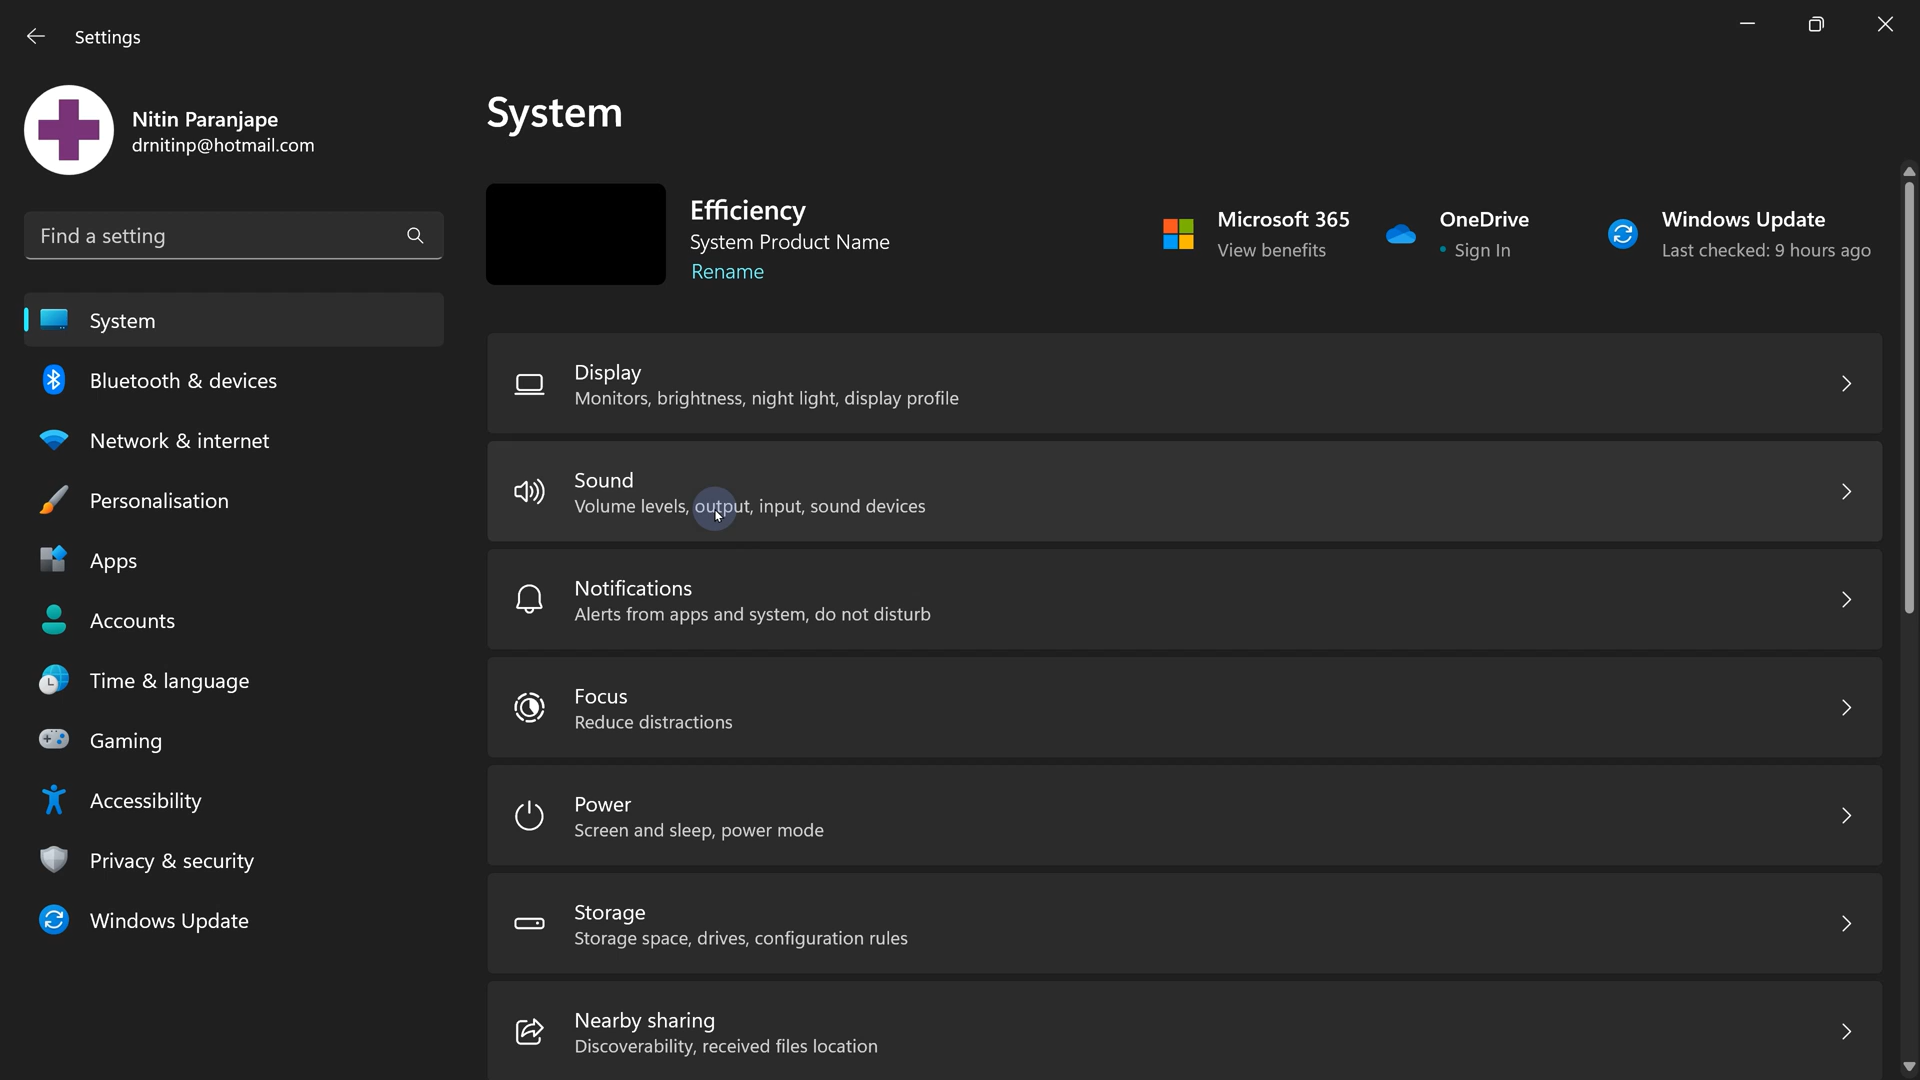 Settings
Nitin Paranjape
drnitinp@hotmail.com
Find a setting
System
Bluetooth & devices
Network & internet
Personalisation
Apps
Accounts
Time & language
Gaming
Accessibility
Privacy & security
Windows Update
System
Efficiency
System Product Name
Rename
Microsoft 365
View benefits
OneDrive
• Sign In
Windows Update
Last checked: 9 hours ago
Display
Monitors, brightness, night light, display profile
Sound
Volume levels, output, input, sound devices
Notifications
Alerts from apps and system, do not disturb
Focus
Reduce distractions
Power
Screen and sleep, power mode
Storage
Storage space, drives, configuration rules
Nearby sharing
Discoverability, received files location